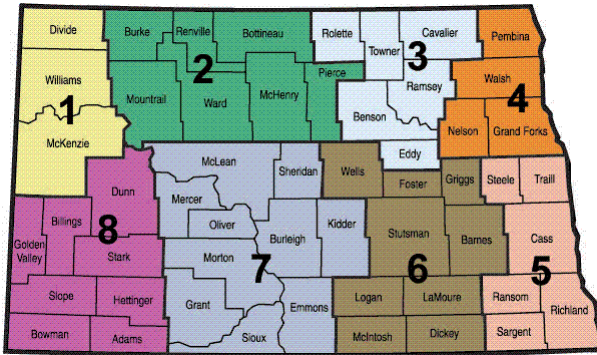 Divide
Burke
Renville
Bottineau
Rolette
Towner
Cavalier
Pembina
Williams
2
Pierce
3
Ramsey
Walsh
4
1
Mountrail
Ward
McHenry
Benson
Nelson
Grand Forks
McKenzie
Eddy
McLean
Sheridan
Wells
Foster
Griggs
Steele
Traill
Dunn
Mercer
Billings
8
Oliver
Burleigh
Kidder
Stutsman
Barnes
Cass
Golden
Valley
Stark
Morton
7
6
5
Slope
Hettinger
Grant
Emmons
Logan
LaMoure
Ransom
Richland
Bowman
Adams
Sioux
McIntosh
Dickey
Sargent